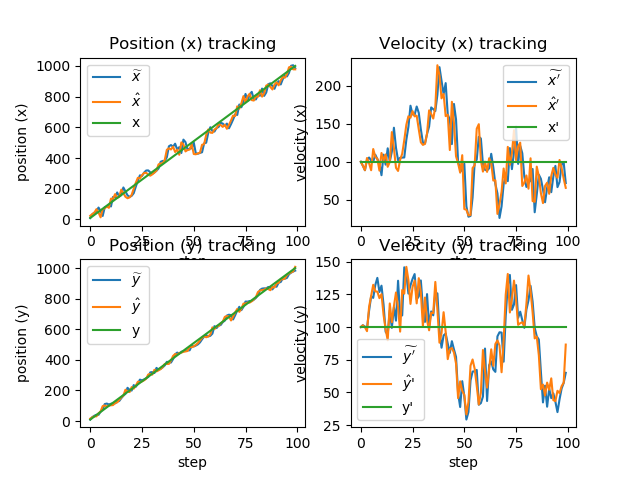 Position (x) tracking
position (x)
1000
800
600
400
200
0
x̃
x̂
x
0 25 50 75 100
Velocity (x) tracking
velocity (x)
200
150
100
50
x̃'
x̂'
x'
0 25 50 75 100
step
Position (y) tracking
position (y)
1000
800
600
400
200
0
ỹ
ŷ
y
0 25 50 75 100
step
Velocity (y) tracking
velocity (y)
150
125
100
75
50
25
ỹ'
ŷ'
y'
0 25 50 75 100
step